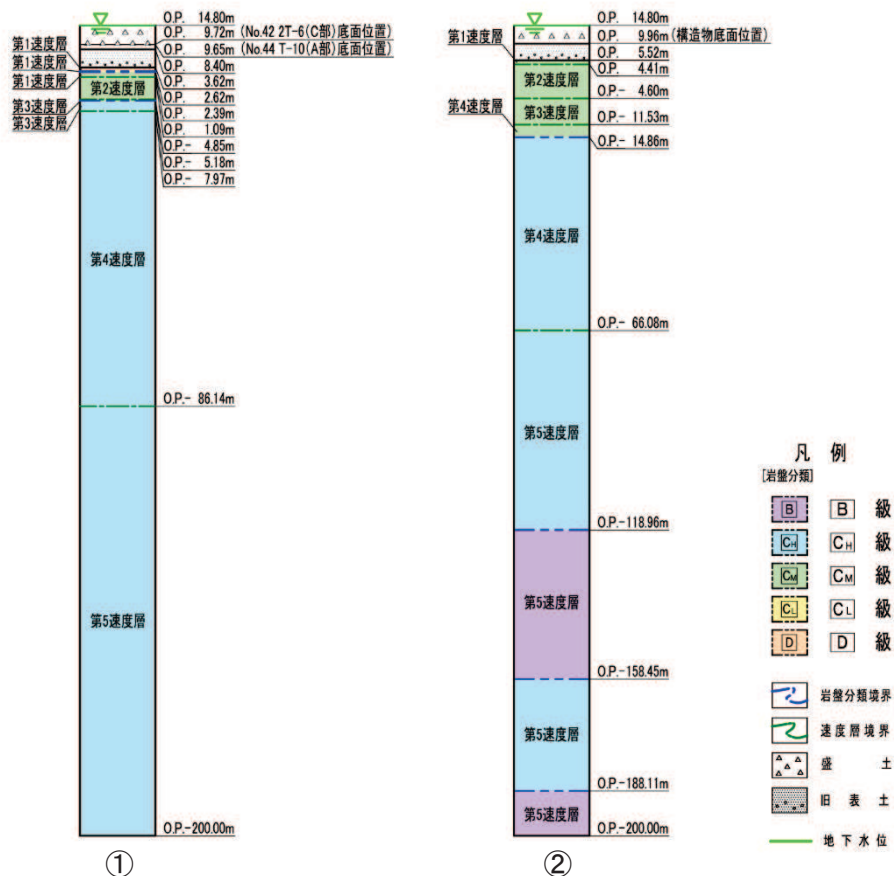 O.P. 14.80m
O.P. 9.72m (No.42 2T-6(C部)底面位置)
O.P. 9.65m (No.44 T-10(A部)底面位置)
O.P. 8.40m
O.P. 3.62m
O.P. 2.62m
O.P. 2.39m
O.P. 1.09m
O.P.- 4.85m
O.P.- 5.18m
O.P.- 7.97m
第1速度層
第1速度層
第1速度層
第2速度層
第3速度層
第3速度層
第4速度層
O.P.- 86.14m
第5速度層
O.P.-200.00m
①
O.P. 14.80m
O.P. 9.96m (構造物底面位置)
O.P. 5.52m
O.P. 4.41m
O.P.- 4.60m
O.P.- 11.53m
O.P.- 14.86m
第1速度層
第2速度層
第3速度層
第4速度層
第4速度層
O.P.- 66.08m
第5速度層
O.P.-118.96m
第5速度層
O.P.-158.45m
第5速度層
O.P.-188.11m
第5速度層
O.P.-200.00m
②
凡 例
[岩盤分類]
B B 級
CH CH 級
CM CM 級
CL CL 級
D D 級
岩盤分類境界
速度層境界
盛 土
旧 表 土
地下水位